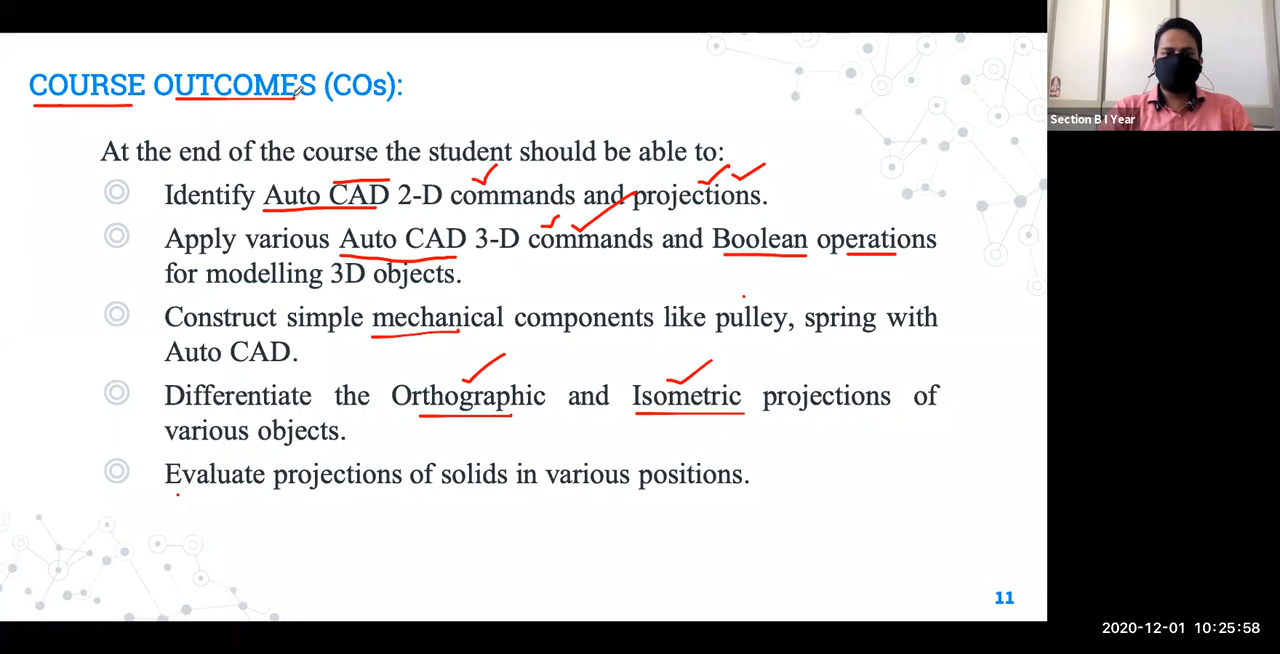 COURSE OUTCOMES (COs):
At the end of the course the student should be able to:
Identify Auto CAD 2-D commands and projections.
Apply various Auto CAD 3-D commands and Boolean operations
for modelling 3D objects.
Construct simple mechanical components like pulley, spring with
Auto CAD.
Differentiate the Orthographic and Isometric projections of
various objects.
Evaluate projections of solids in various positions.
11
Section B I Year
2020-12-01 10:25:58